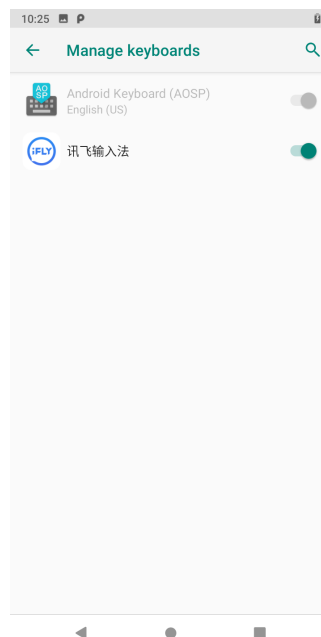 10:25
Manage keyboards
AO
SP
Android Keyboard (AOSP)
English (US)
iFLY
讯飞输入法